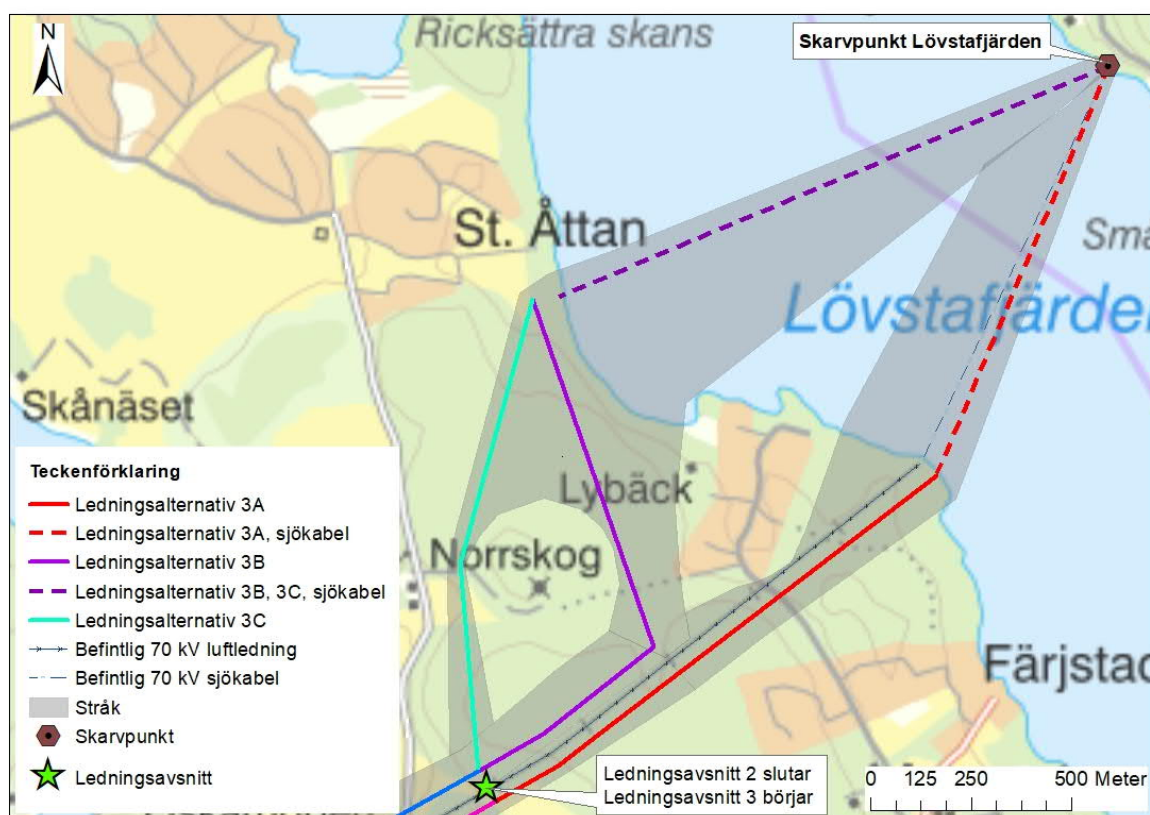 N
Ricksättra skans
Skarvpunkt Lövstafjärden
St. Åttan
Små
Lövstafjärden
Skånäset
Lybäck
Norrskog
Färjstad
Teckenförklaring
Ledningsalternativ 3A
Ledningsalternativ 3A, sjökabel
Ledningsalternativ 3B
Ledningsalternativ 3B, 3C, sjökabel
Ledningsalternativ 3C
Befintlig 70 kV luftledning
Befintlig 70 kV sjökabel
Stråk
Skarvpunkt
Ledningsavsnitt
Ledningsavsnitt 2 slutar
Ledningsavsnitt 3 börjar
0 125 250 500 Meter